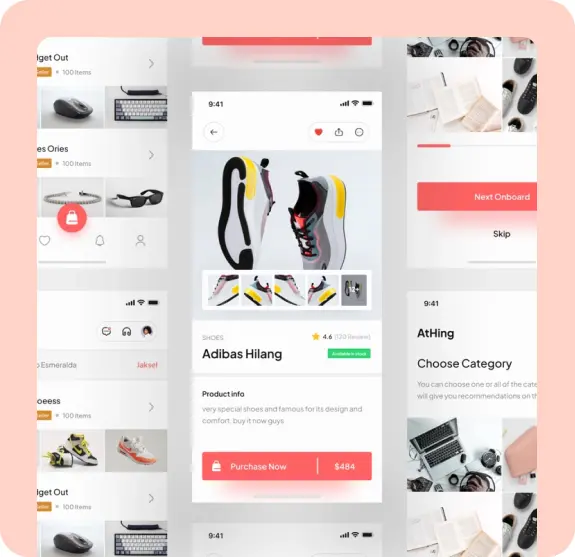 dget Out
100 Items
es Ories
100 Items
Esmeralda
Jaksel
oeess
100 Items
dget Out
100 Items
9:41
12+
SHOES
4.6 (120 Review)
Adibas Hilang
Available in stock
Product info
very special shoes and famous for its design and
comfort, buy it now guys
Purchase Now
$484
9:41
Next Onboard
Skip
9:41
AtHing
Choose Category
You can choose one or all of the cate
will give you recommendations on th